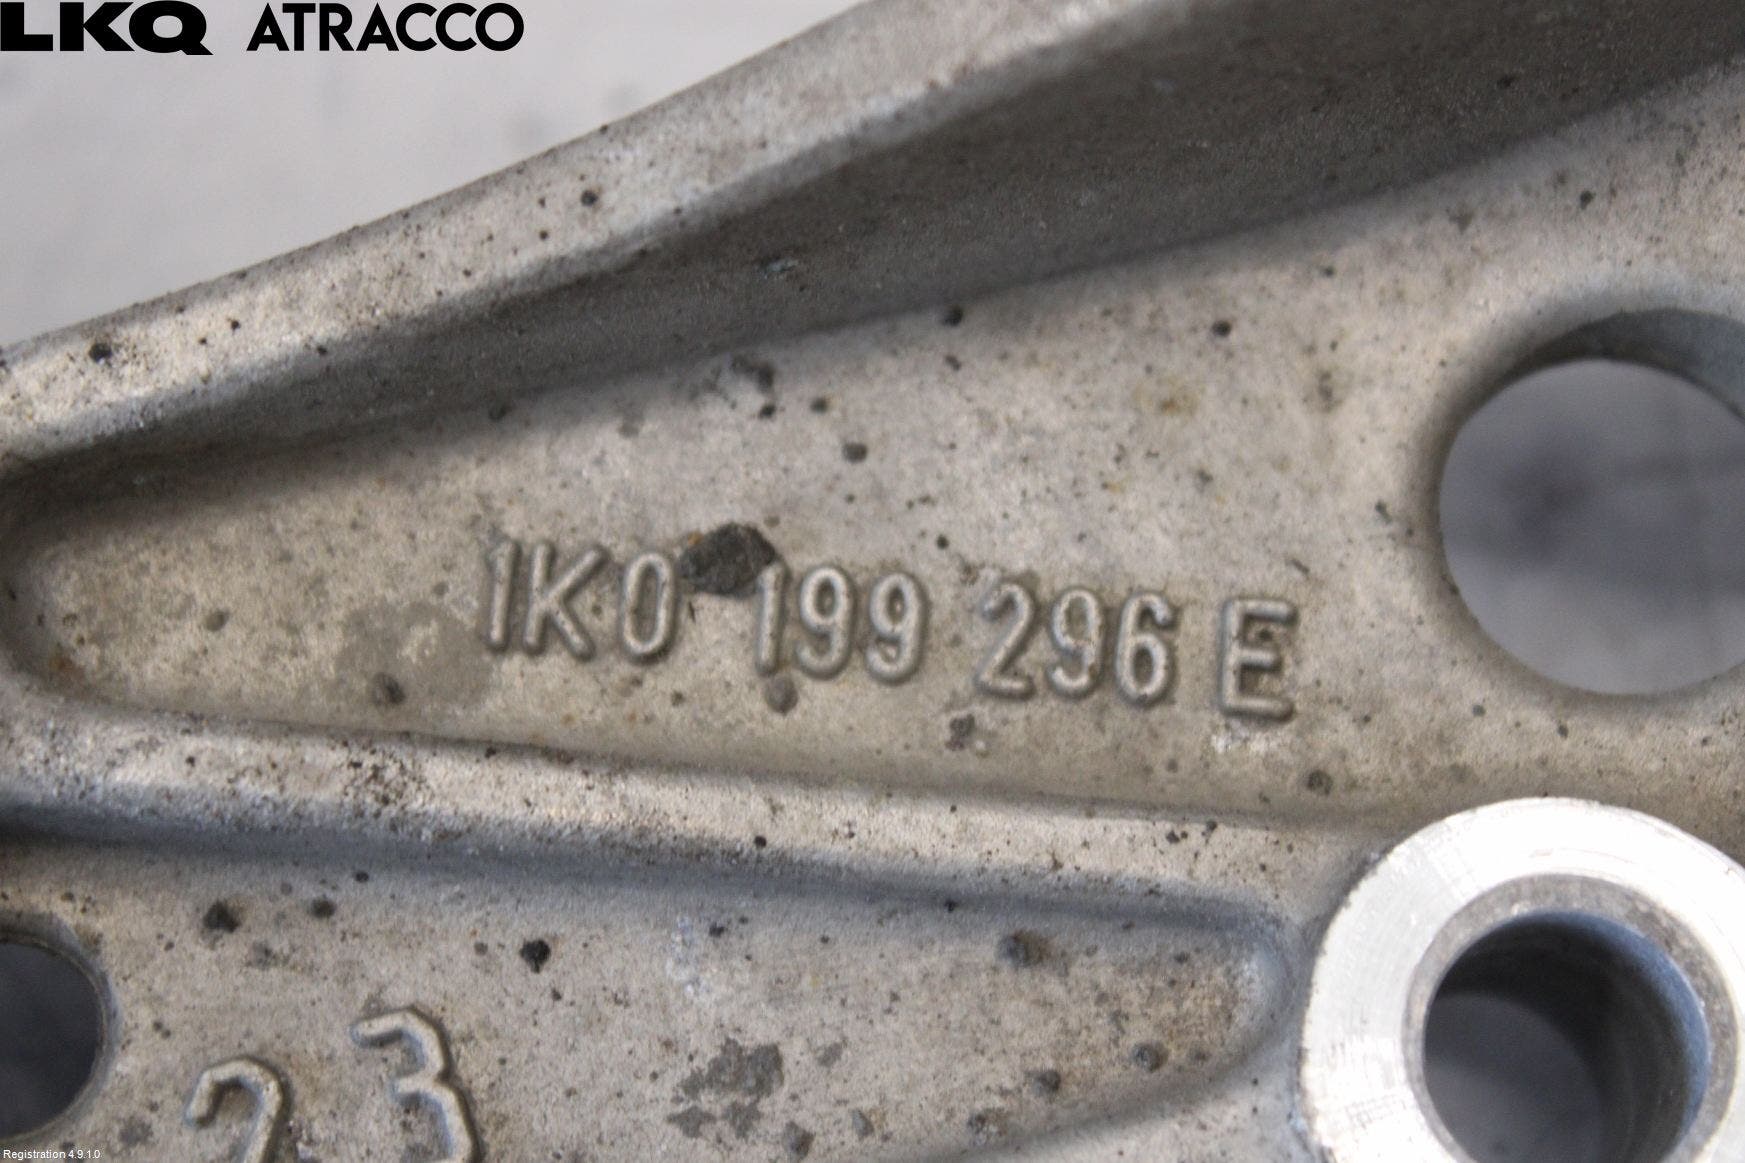 LKQ ATRACCO
1K0 199 296 E
23
Registration 4.9.1.0